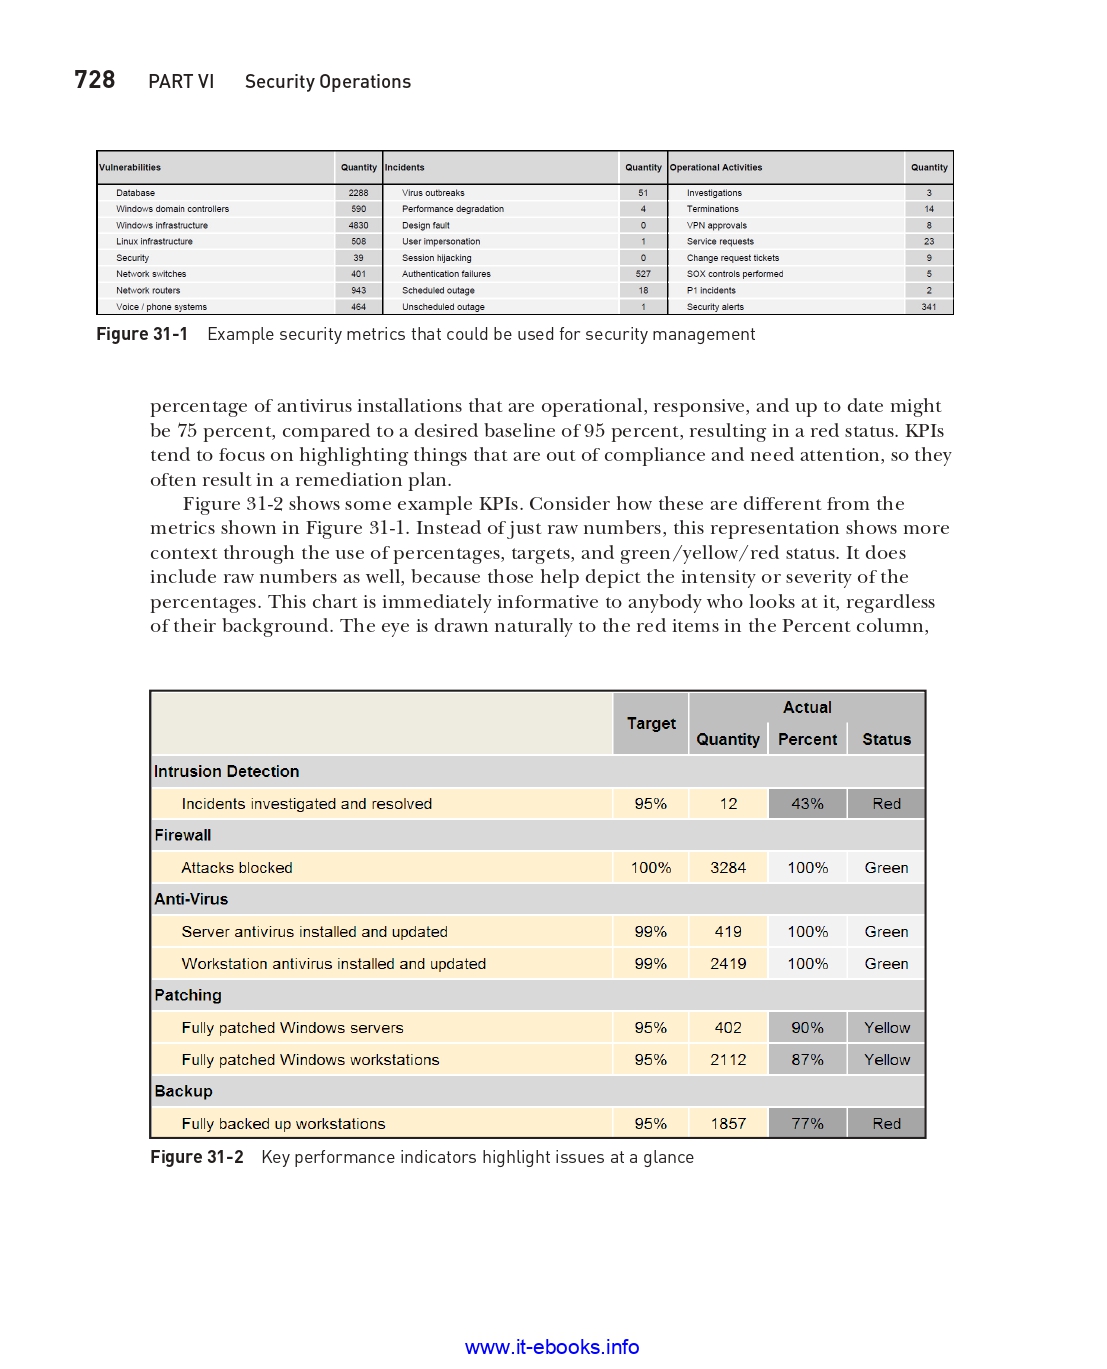 728 PART VI Security Operations
Vulnerabilities Quantity Incidents Quantity Operational Activities Quantity
Database 2288 Virus outbreaks 51 Investigations 3
Windows domain controllers 590 Performance degradation 4 Terminations 14
Windows infrastructure 4830 Design fault 0 VPN approvals 8
Linux infrastructure 508 User impersonation 1 Service requests 23
Security 39 Session hijacking 0 Change request tickets 9
Network switches 401 Authentication failures 527 SOX controls performed 5
Network routers 943 Scheduled outage 18 P1 incidents 2
Voice / phone systems 464 Unscheduled outage 1 Security alerts 341
Figure 31-1 Example security metrics that could be used for security management
percentage of antivirus installations that are operational, responsive, and up to date might
be 75 percent, compared to a desired baseline of 95 percent, resulting in a red status. KPIs
tend to focus on highlighting things that are out of compliance and need attention, so they
often result in a remediation plan.
Figure 31-2 shows some example KPIs. Consider how these are different from the
metrics shown in Figure 31-1. Instead of just raw numbers, this representation shows more
context through the use of percentages, targets, and green/yellow/red status. It does
include raw numbers as well, because those help depict the intensity or severity of the
percentages. This chart is immediately informative to anybody who looks at it, regardless
of their background. The eye is drawn naturally to the red items in the Percent column,
Target Actual
Quantity Percent Status
Intrusion Detection
Incidents investigated and resolved 95% 12 43% Red
Firewall
Attacks blocked 100% 3284 100% Green
Anti-Virus
Server antivirus installed and updated 99% 419 100% Green
Workstation antivirus installed and updated 99% 2419 100% Green
Patching
Fully patched Windows servers 95% 402 90% Yellow
Fully patched Windows workstations 95% 2112 87% Yellow
Backup
Fully backed up workstations 95% 1857 77% Red
Figure 31-2 Key performance indicators highlight issues at a glance
www.it-ebooks.info